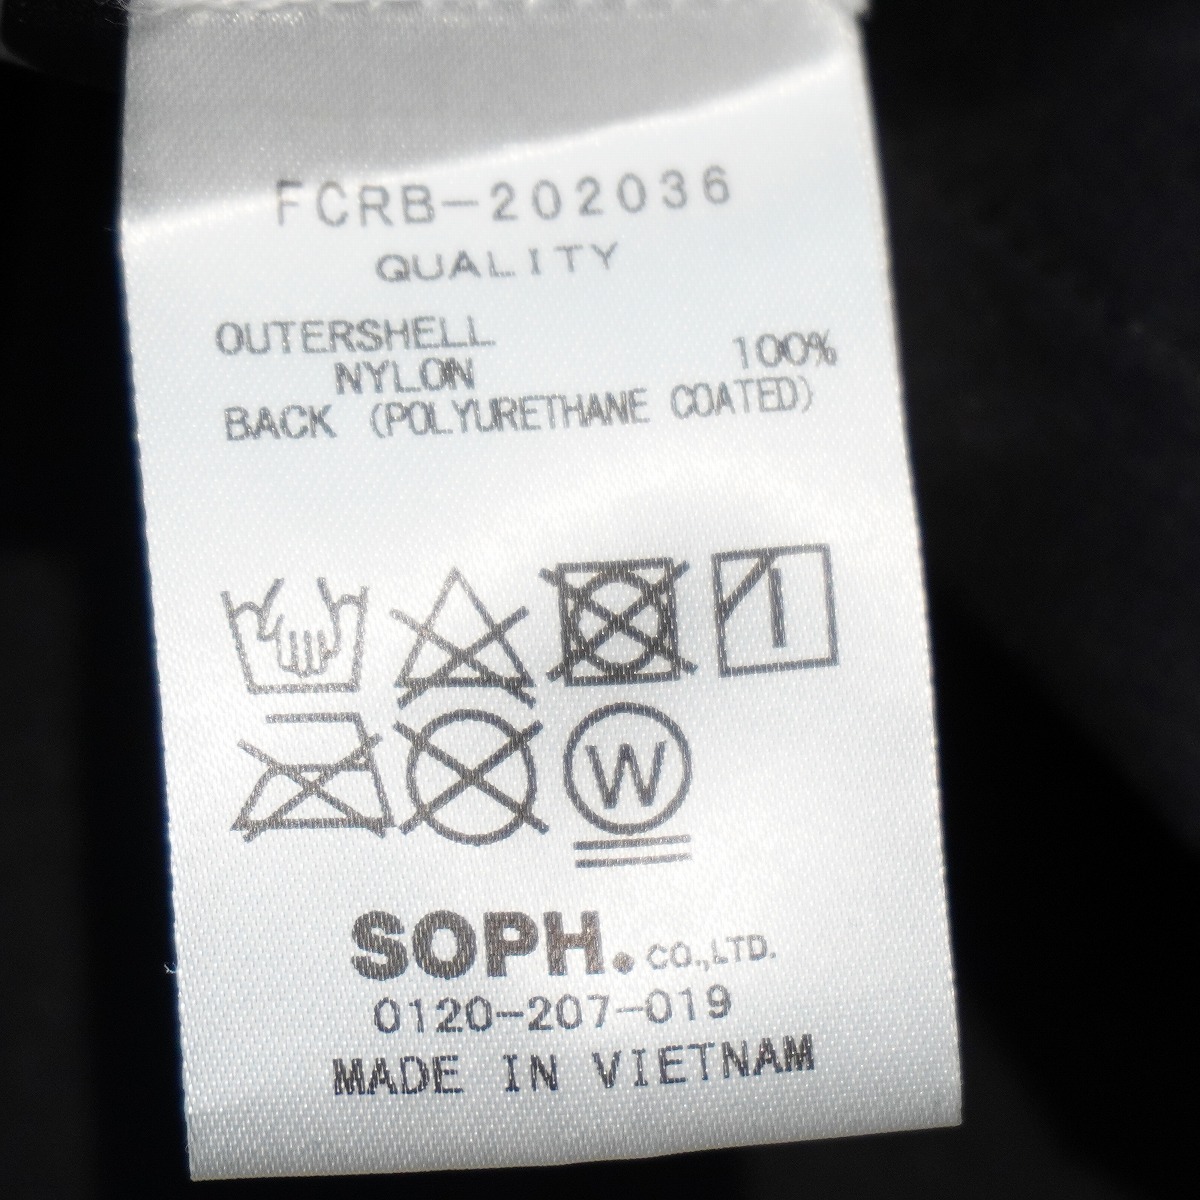 FCRB-202036
QUALITY
OUTERSHELL
NYLON 100%
BACK (POLYURETHANE COATED)
W
SOPH. CO.,LTD.
0120-207-019
MADE IN VIETNAM